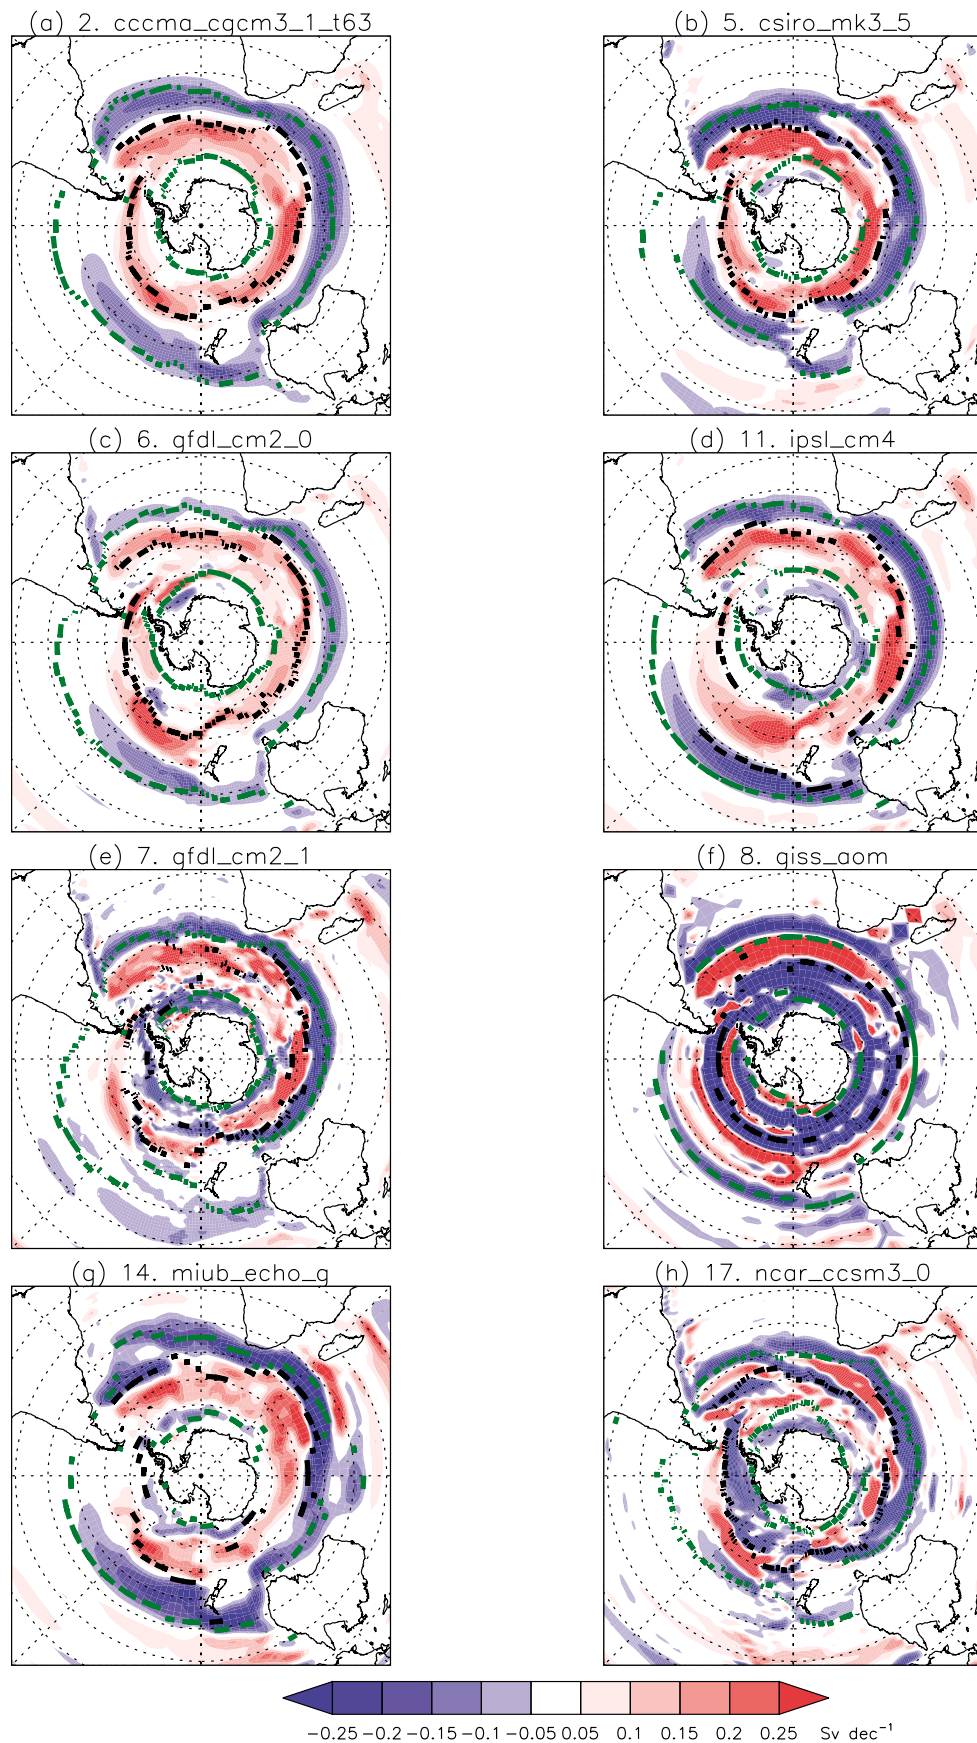 (a) 2. cccma_cgcm3_1_t63
(b) 5. csiro_mk3_5
(c) 6. gfdl_cm2_0
(d) 11. ipsl_cm4
(e) 7. gfdl_cm2_1
(f) 8. giss_aom
(g) 14. miub_echo_g
(h) 17. ncar_ccsm3_0
−0.25 −0.2 −0.15 −0.1 −0.05 0.05 0.1 0.15 0.2 0.25 Sv dec⁻¹